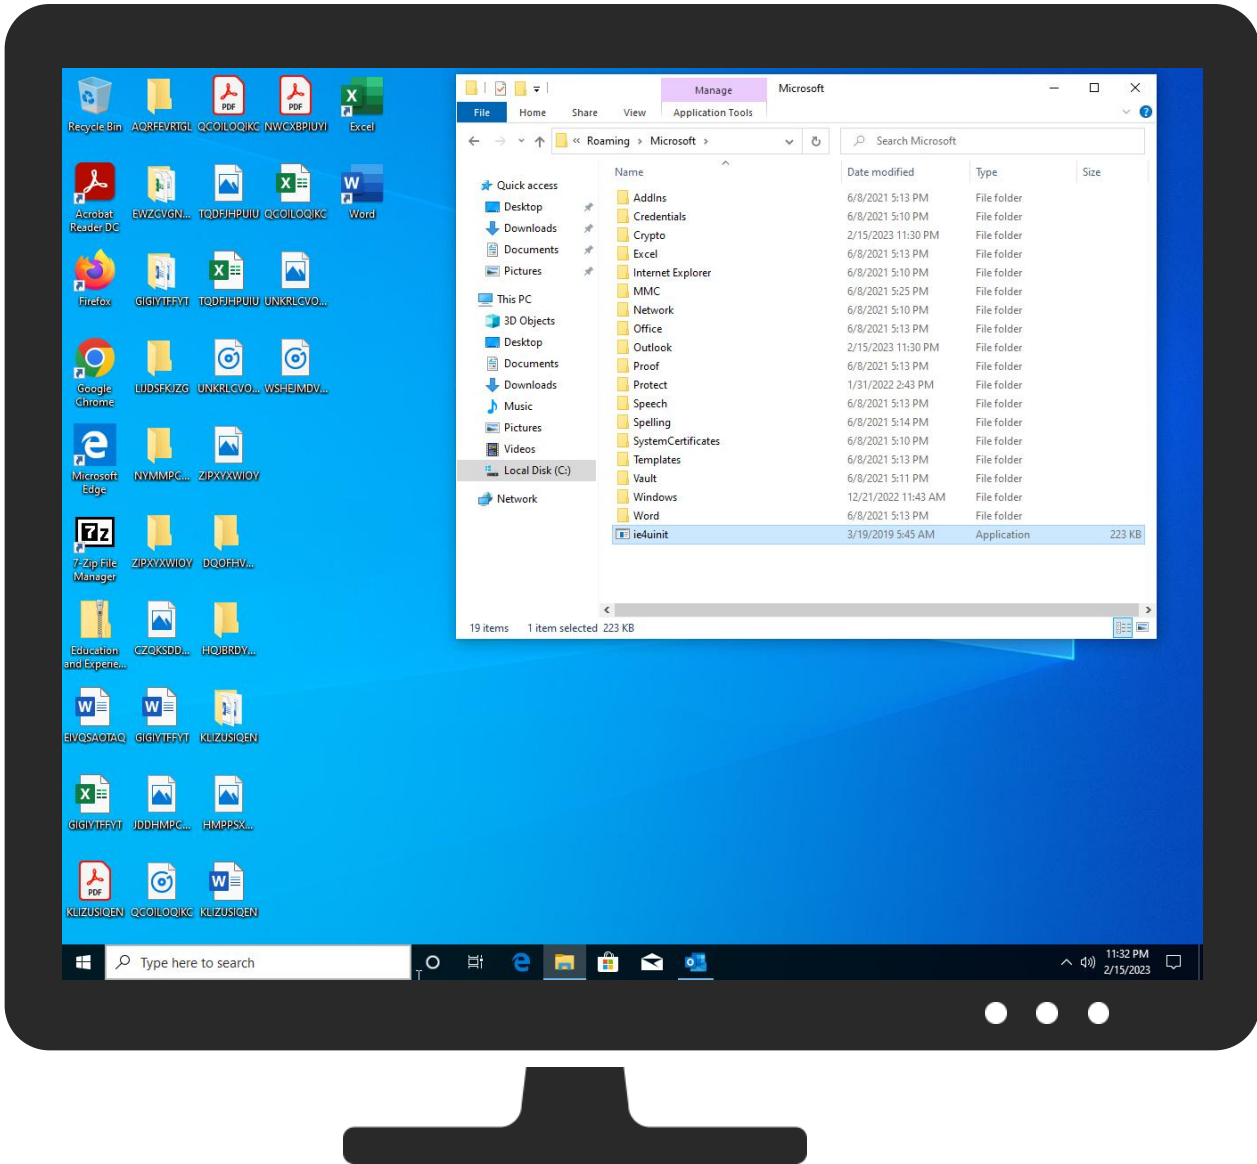 Recycle Bin
AQRFEVRTGL
QCOILOQIKC
NWCXBPIUYI
Excel
Acrobat
Reader DC
EWZCVGN...
TQDFJHPUIU
QCOILOQIKC
Word
Firefox
GIGIYTFFYT
TQDFJHPUIU
UNKRLCVO...
Google
Chrome
LIJDSFKJZG
UNKRLCVO...
WSHEJMDV...
Microsoft
Edge
NYMMPC...
ZIPXYXWIOY
7-Zip File
Manager
ZIPXYXWIOY
DQOFHV...
Education
and Experie...
CZQKSDD...
HQJBRDY...
EIVQSAOTAQ
GIGIYTFFYT
KLIZUSIQEN
GIGIYTFFYT
JDDHMPC...
HMPPSX...
KLIZUSIQEN
QCOILOQIKC
KLIZUSIQEN
PDF
PDF
PDF
7z
Manage
Microsoft
File Home Share View Application Tools
« Roaming > Microsoft >
Search Microsoft
Quick access
Desktop
Downloads
Documents
Pictures
This PC
3D Objects
Desktop
Documents
Downloads
Music
Pictures
Videos
Local Disk (C:)
Network
Name Date modified Type Size
AddIns 6/8/2021 5:13 PM File folder
Credentials 6/8/2021 5:10 PM File folder
Crypto 2/15/2023 11:30 PM File folder
Excel 6/8/2021 5:13 PM File folder
Internet Explorer 6/8/2021 5:10 PM File folder
MMC 6/8/2021 5:25 PM File folder
Network 6/8/2021 5:10 PM File folder
Office 6/8/2021 5:13 PM File folder
Outlook 2/15/2023 11:30 PM File folder
Proof 6/8/2021 5:13 PM File folder
Protect 1/31/2022 2:43 PM File folder
Speech 6/8/2021 5:13 PM File folder
Spelling 6/8/2021 5:14 PM File folder
SystemCertificates 6/8/2021 5:10 PM File folder
Templates 6/8/2021 5:13 PM File folder
Vault 6/8/2021 5:11 PM File folder
Windows 12/21/2022 11:43 AM File folder
Word 6/8/2021 5:13 PM File folder
ie4uinit 3/19/2019 5:45 AM Application 223 KB
19 items 1 item selected 223 KB
Type here to search
11:32 PM
2/15/2023